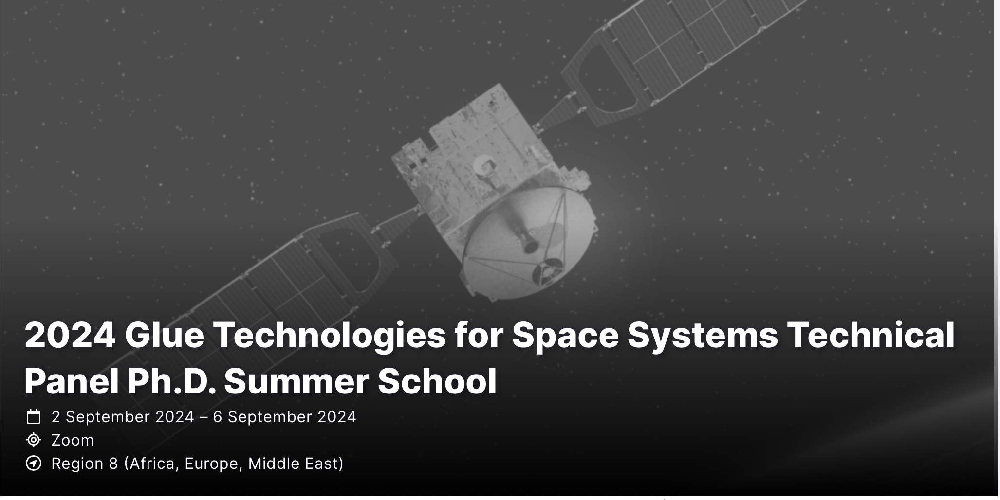 2024 Glue Technologies for Space Systems Technical
Panel Ph.D. Summer School
2 September 2024 – 6 September 2024
Zoom
Region 8 (Africa, Europe, Middle East)